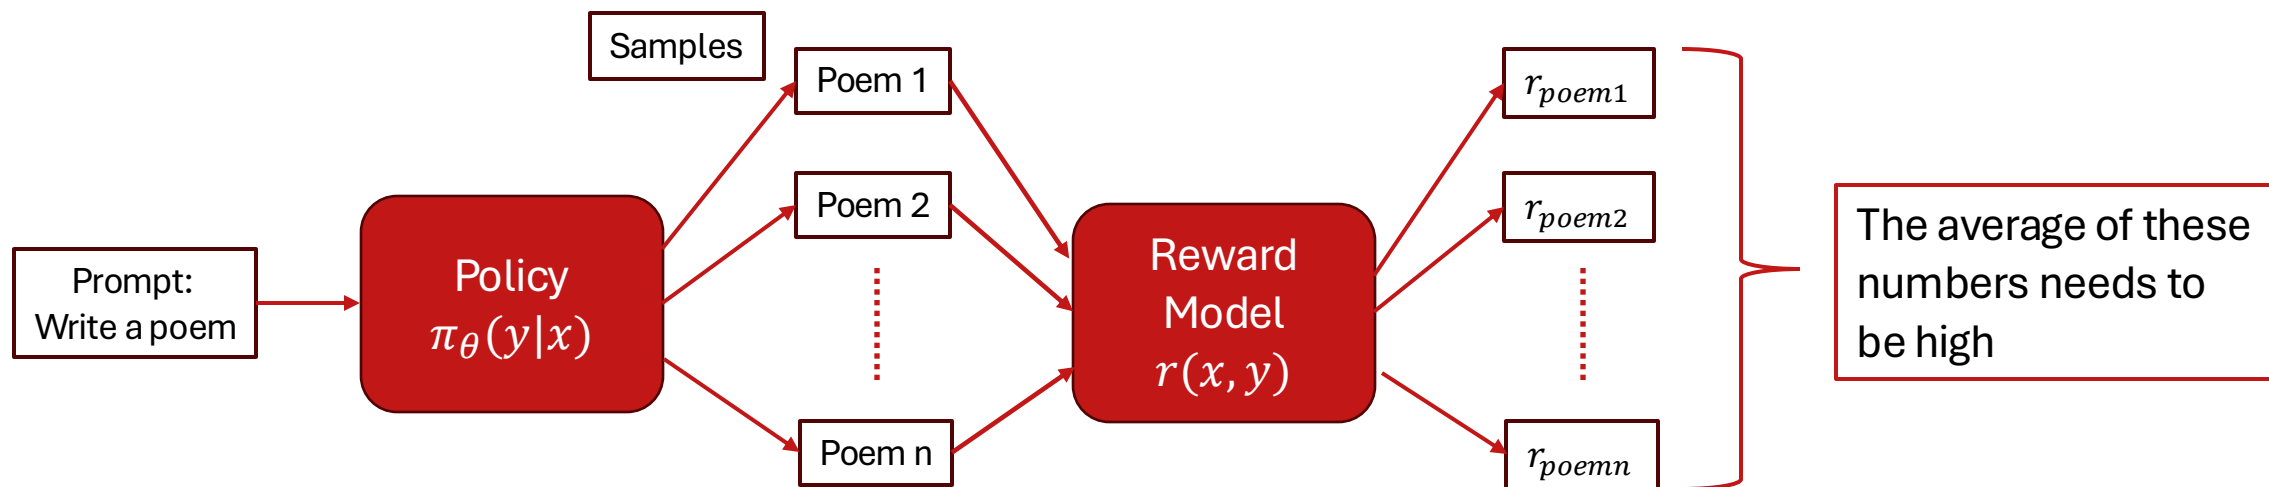 Samples
Prompt:
Write a poem
Policy
π_θ(y|x)
Poem 1
Poem 2
Poem n
Reward
Model
r(x, y)
r_poem1
r_poem2
r_poemn
The average of these
numbers needs to
be high